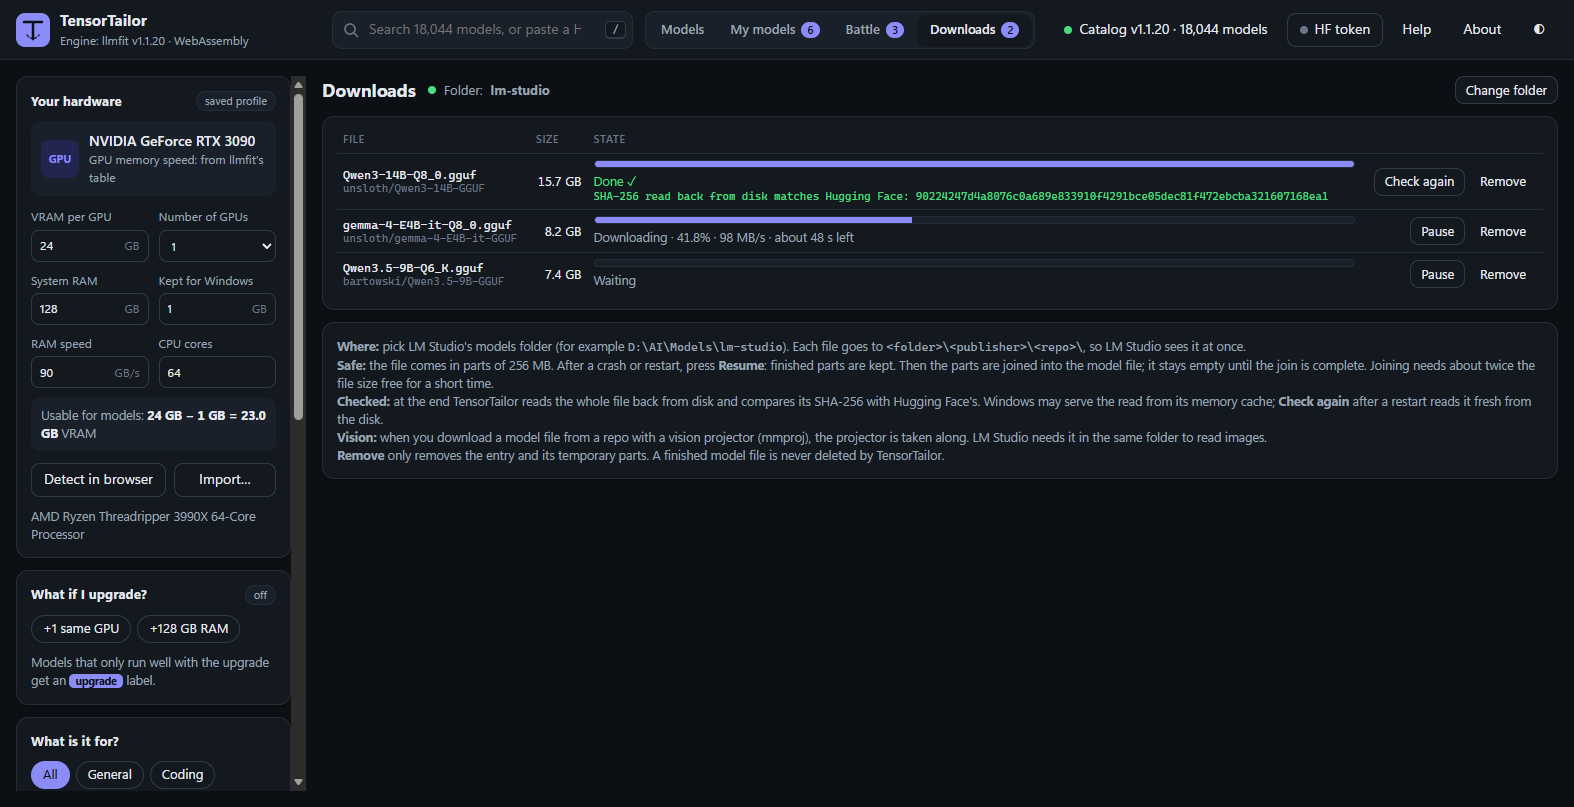 TensorTailor
Engine: llmfit v1.1.20 · WebAssembly
Search 18,044 models, or paste a H
/
Models
My models 6
Battle 3
Downloads 2
Catalog v1.1.20 · 18,044 models
HF token
Help
About
Your hardware
saved profile
GPU
NVIDIA GeForce RTX 3090
GPU memory speed: from llmfit's
table
VRAM per GPU
Number of GPUs
24 GB
1
System RAM
Kept for Windows
128 GB
1 GB
RAM speed
CPU cores
90 GB/s
64
Usable for models: 24 GB − 1 GB = 23.0
GB VRAM
Detect in browser
Import...
AMD Ryzen Threadripper 3990X 64-Core
Processor
What if I upgrade?
off
+1 same GPU
+128 GB RAM
Models that only run well with the upgrade
get an upgrade label.
What is it for?
All
General
Coding
Downloads
Folder: lm-studio
Change folder
FILE
SIZE
STATE
Qwen3-14B-Q8_0.gguf
unsloth/Qwen3-14B-GGUF
15.7 GB
Done ✓
SHA-256 read back from disk matches Hugging Face: 90224247d4a8076c0a689e833910f4291bce05dec81f472ebcba321607168ea1
Check again
Remove
gemma-4-E4B-it-Q8_0.gguf
unsloth/gemma-4-E4B-it-GGUF
8.2 GB
Downloading · 41.8% · 98 MB/s · about 48 s left
Pause
Remove
Qwen3.5-9B-Q6_K.gguf
bartowski/Qwen3.5-9B-GGUF
7.4 GB
Waiting
Pause
Remove
Where: pick LM Studio's models folder (for example D:\AI\Models\lm-studio). Each file goes to <folder>\<publisher>\<repo>\, so LM Studio sees it at once.
Safe: the file comes in parts of 256 MB. After a crash or restart, press Resume: finished parts are kept. Then the parts are joined into the model file; it stays empty until the join is complete. Joining needs about twice the
file size free for a short time.
Checked: at the end TensorTailor reads the whole file back from disk and compares its SHA-256 with Hugging Face's. Windows may serve the read from its memory cache; Check again after a restart reads it fresh from
the disk.
Vision: when you download a model file from a repo with a vision projector (mmproj), the projector is taken along. LM Studio needs it in the same folder to read images.
Remove only removes the entry and its temporary parts. A finished model file is never deleted by TensorTailor.